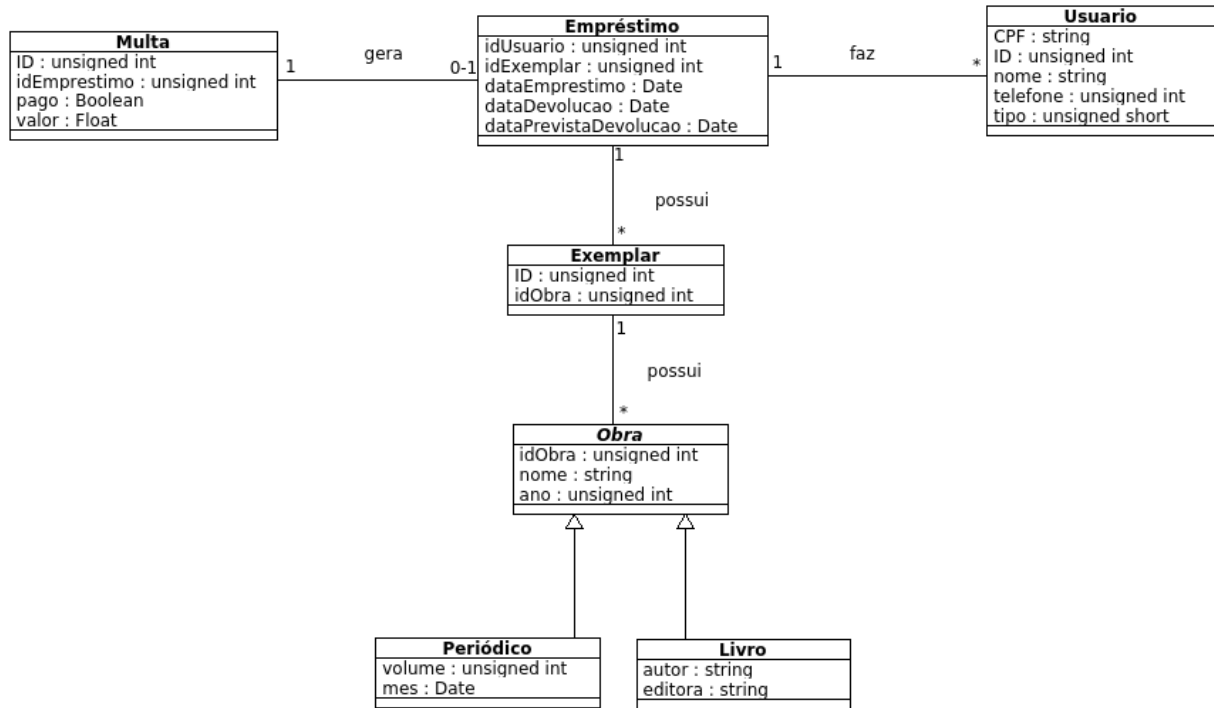 Multa
ID : unsigned int
idEmprestimo : unsigned int
pago : Boolean
valor : Float
1
gera
0-1
Empréstimo
idUsuario : unsigned int
idExemplar : unsigned int
dataEmprestimo : Date
dataDevolucao : Date
dataPrevistaDevolucao : Date
1
faz
*
Usuario
CPF : string
ID : unsigned int
nome : string
telefone : unsigned int
tipo : unsigned short
1
possui
*
Exemplar
ID : unsigned int
idObra : unsigned int
1
possui
*
Obra
idObra : unsigned int
nome : string
ano : unsigned int
Periódico
volume : unsigned int
mes : Date
Livro
autor : string
editora : string